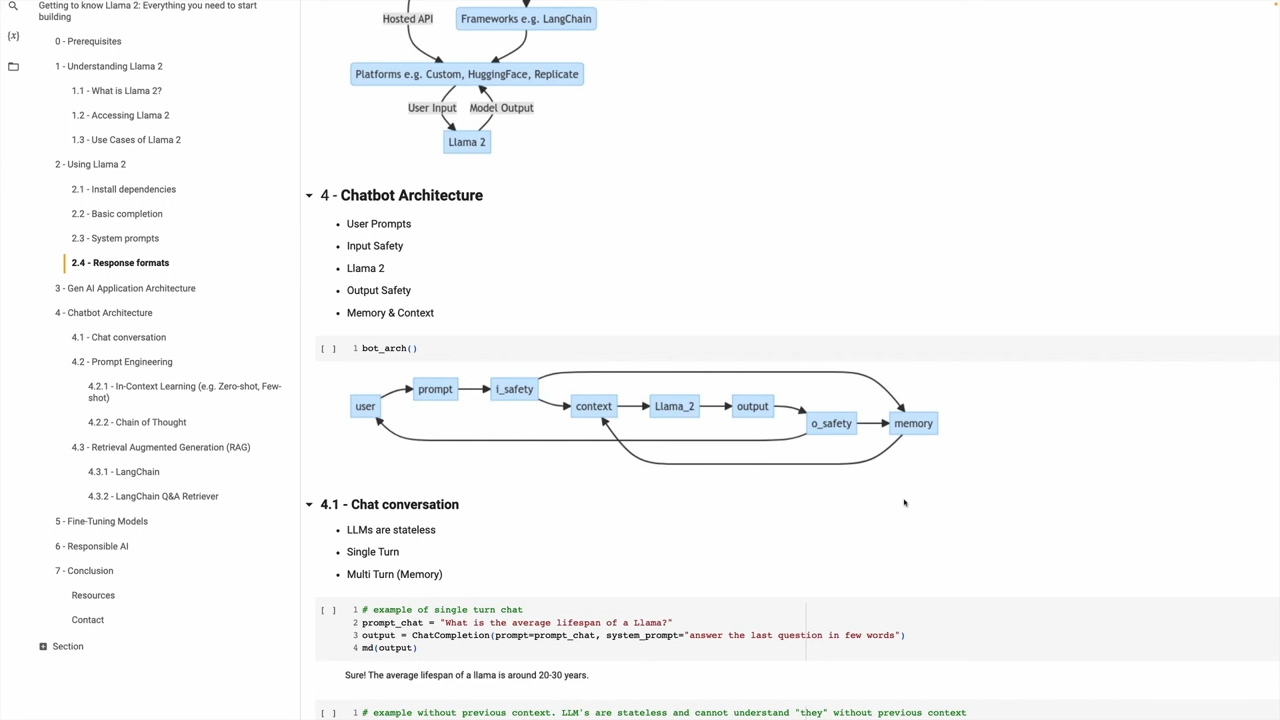 Getting to know Llama 2: Everything you need to start
building
{x}
0 - Prerequisites
1 - Understanding Llama 2
1.1 - What is Llama 2?
1.2 - Accessing Llama 2
1.3 - Use Cases of Llama 2
2 - Using Llama 2
2.1 - Install dependencies
2.2 - Basic completion
2.3 - System prompts
2.4 - Response formats
3 - Gen AI Application Architecture
4 - Chatbot Architecture
4.1 - Chat conversation
4.2 - Prompt Engineering
4.2.1 - In-Context Learning (e.g. Zero-shot, Few-
shot)
4.2.2 - Chain of Thought
4.3 - Retrieval Augmented Generation (RAG)
4.3.1 - LangChain
4.3.2 - LangChain Q&A Retriever
5 - Fine-Tuning Models
6 - Responsible AI
7 - Conclusion
Resources
Contact
Section
Hosted API
Frameworks e.g. LangChain
Platforms e.g. Custom, HuggingFace, Replicate
User Input
Model Output
Llama 2
4 - Chatbot Architecture
• User Prompts
• Input Safety
• Llama 2
• Output Safety
• Memory & Context
[ ] 1 bot_arch()
user
prompt
i_safety
context
Llama_2
output
o_safety
memory
4.1 - Chat conversation
• LLMs are stateless
• Single Turn
• Multi Turn (Memory)
[ ] 1 # example of single turn chat
2 prompt_chat = "What is the average lifespan of a Llama?"
3 output = ChatCompletion(prompt=prompt_chat, system_prompt="answer the last question in few words")
4 md(output)
Sure! The average lifespan of a llama is around 20-30 years.
[ ] 1 # example without previous context. LLM's are stateless and cannot understand "they" without previous context